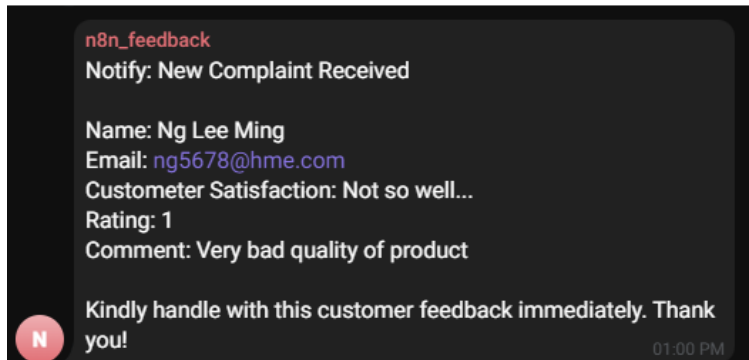 n8n_feedback
Notify: New Complaint Received
Name: Ng Lee Ming
Email: ng5678@hme.com
Custometer Satisfaction: Not so well...
Rating: 1
Comment: Very bad quality of product
Kindly handle with this customer feedback immediately. Thank
you!
N
01:00 PM